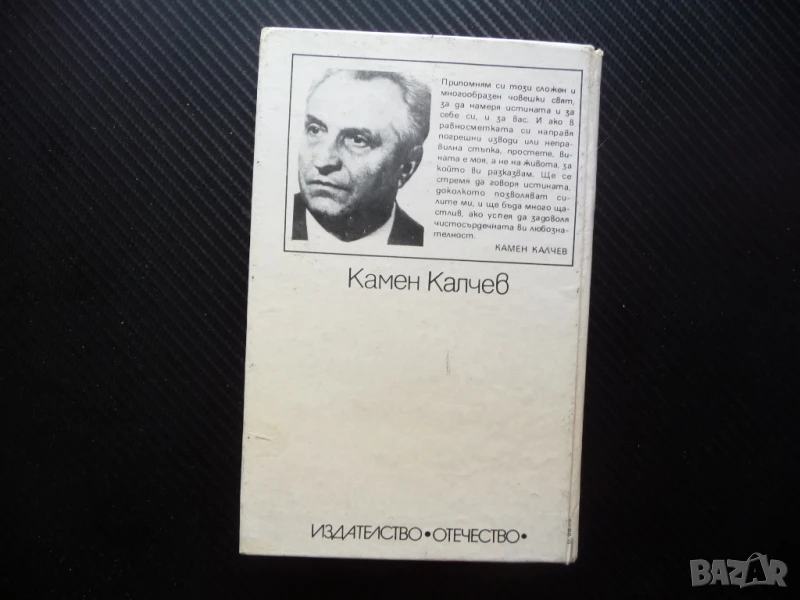 Припомням си този сложен и
многообразен човешки свят,
за да намеря истината и за
себе си, и за вас. И ако в
равносметката си направя
погрешни изводи или непра-
вилна стъпка, простете, ви-
ната е моя, а не на живота, за
който ви разказвам. Ще се
стремя да говоря истината,
доколкото позволяват си-
лите ми, и ще бъда много ща-
стлив, ако успея да задоволя
чистосърдечната ви любозна-
телност.
КАМЕН КАЛЧЕВ
Камен Калчев
ИЗДАТЕЛСТВО•ОТЕЧЕСТВО•
BAZAR